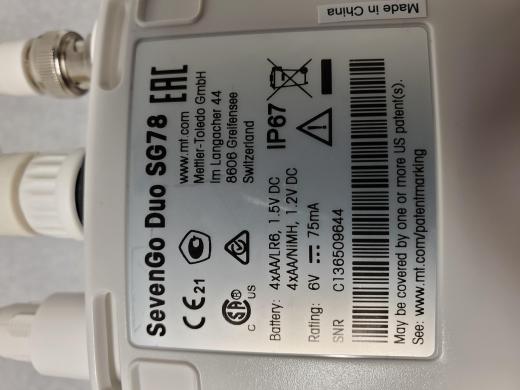 SevenGo Duo SG78 EAC
www.mt.com
Mettler-Toledo GmbH
Im Langacher 44
8606 Greifensee
Switzerland
CE 21
IP67
C SA® US
Battery: 4xAA/LR6, 1.5V DC
4xAA/NiMH, 1.2V DC
Rating: 6V ⎓ 75mA
SNR C136509644
May be covered by one or more US patent(s).
See: www.mt.com/patentmarking
Made in China